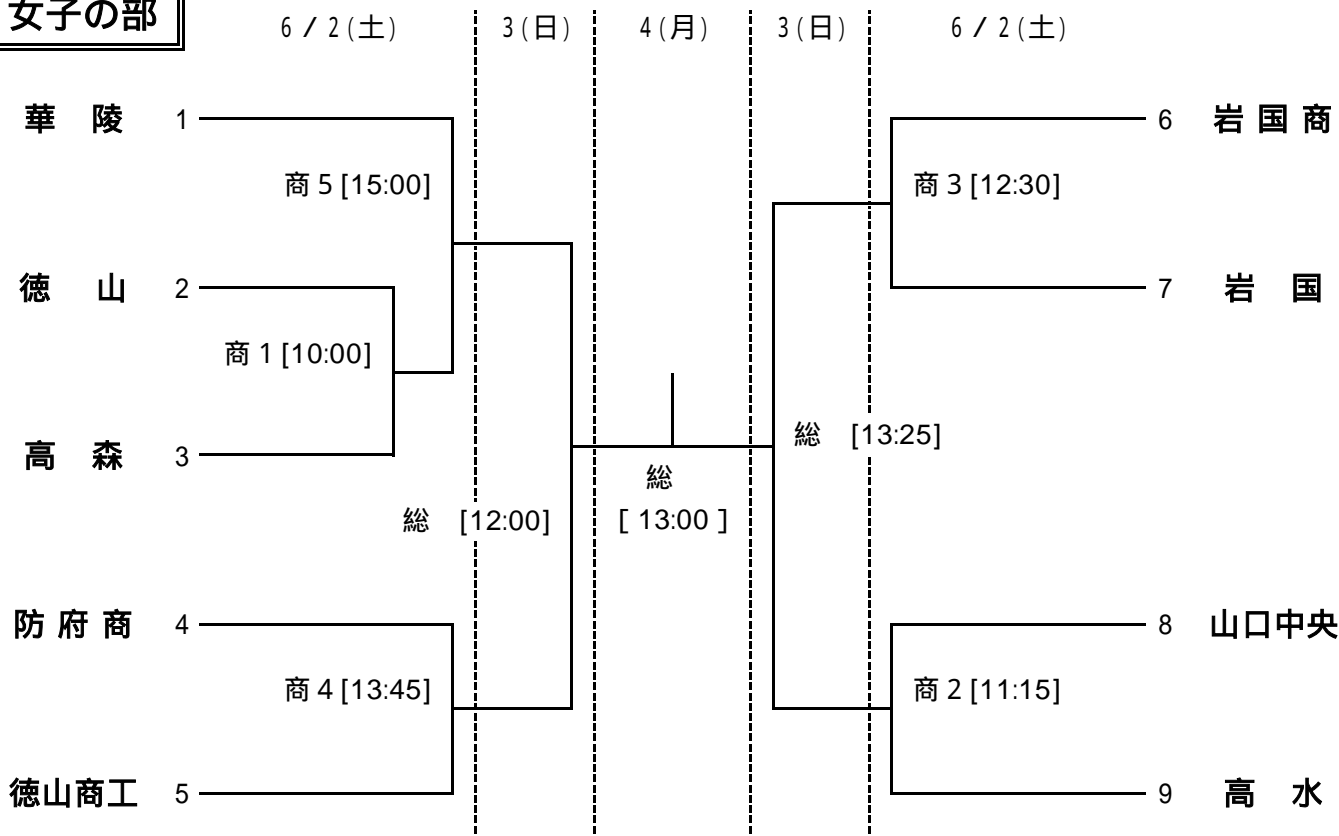 女子の部
6 / 2(土) 3(日) 4(月) 3(日) 6 / 2(土)
華 陵 1
6 岩国商
商5[15:00]
商3[12:30]
徳 山 2
7 岩 国
商1[10:00]
高 森 3
総 [13:25]
総 [12:00]
総
[ 13:00 ]
防府商 4
8 山口中央
商4[13:45]
商2[11:15]
徳山商工 5
9 高 水